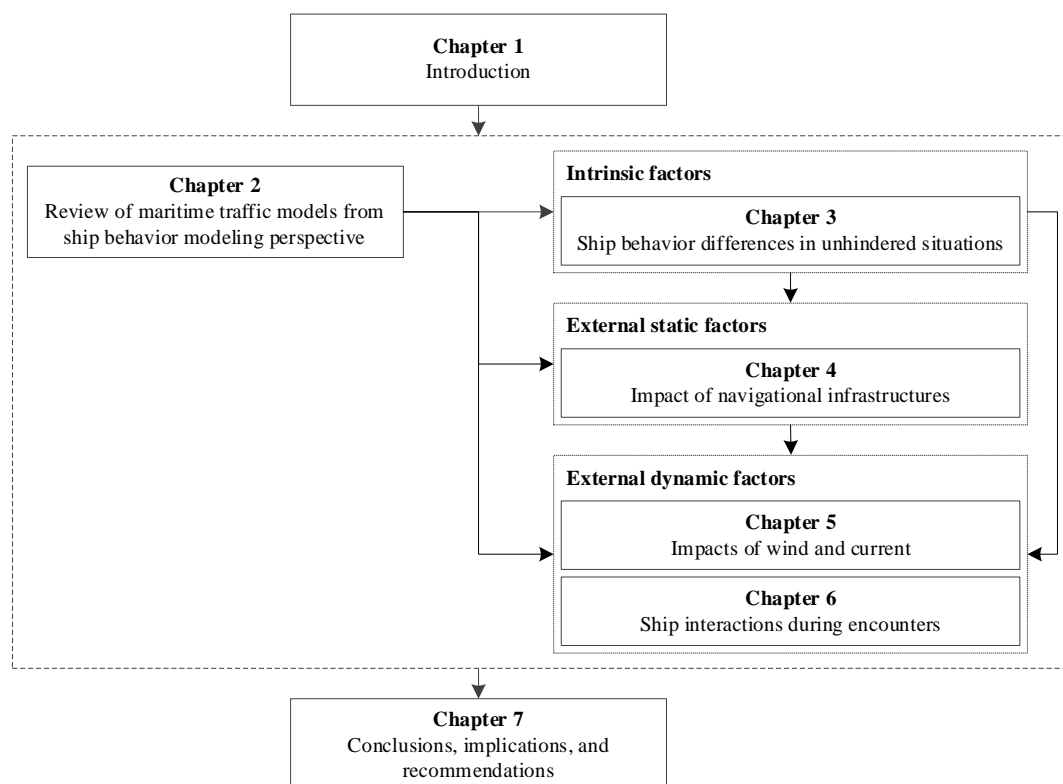 Chapter 1
Introduction
Chapter 2
Review of maritime traffic models from
ship behavior modeling perspective
Intrinsic factors
Chapter 3
Ship behavior differences in unhindered situations
External static factors
Chapter 4
Impact of navigational infrastructures
External dynamic factors
Chapter 5
Impacts of wind and current
Chapter 6
Ship interactions during encounters
Chapter 7
Conclusions, implications, and
recommendations